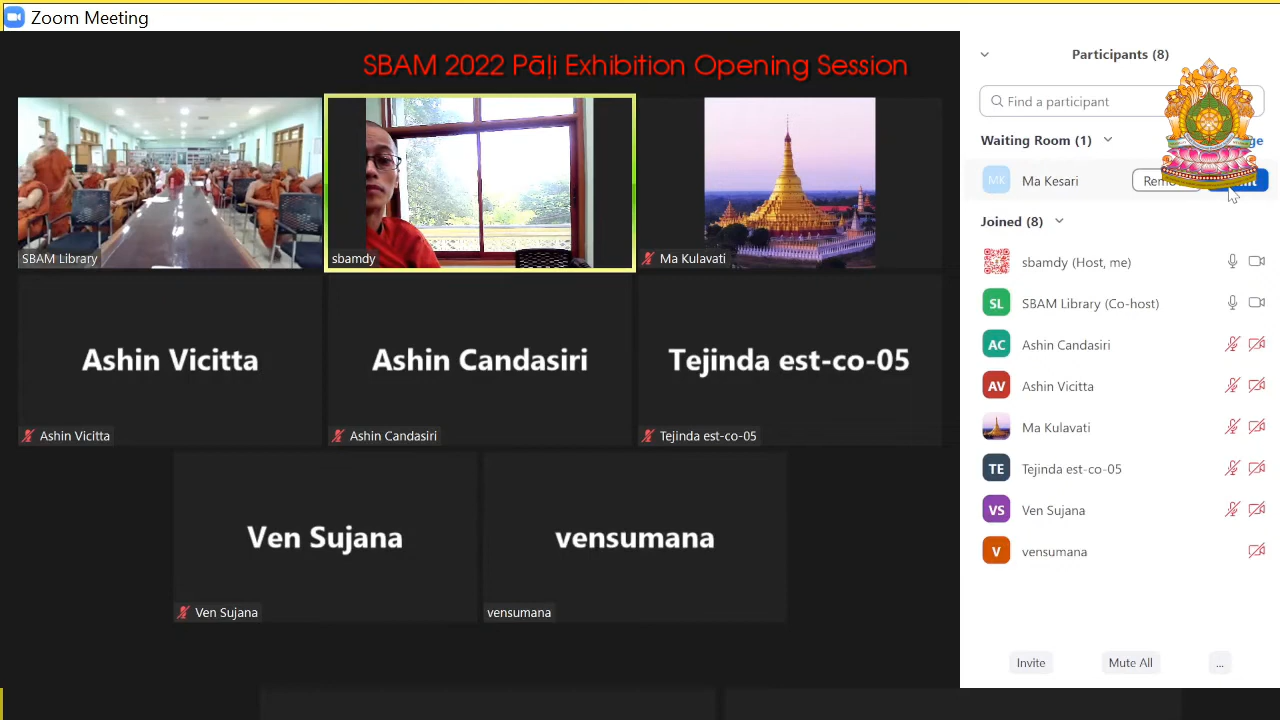 Zoom Meeting
SBAM 2022 Pāḷi Exhibition Opening Session
SBAM Library
sbamdy
Ma Kulavati
Ashin Vicitta
Ashin Candasiri
Tejinda est-co-05
Ashin Vicitta
Ashin Candasiri
Tejinda est-co-05
Ven Sujana
vensumana
Ven Sujana
vensumana
Participants (8)
Find a participant
Waiting Room (1)
MK Ma Kesari
Joined (8)
sbamdy (Host, me)
SL SBAM Library (Co-host)
AC Ashin Candasiri
AV Ashin Vicitta
Ma Kulavati
TE Tejinda est-co-05
VS Ven Sujana
V vensumana
Invite Mute All ...